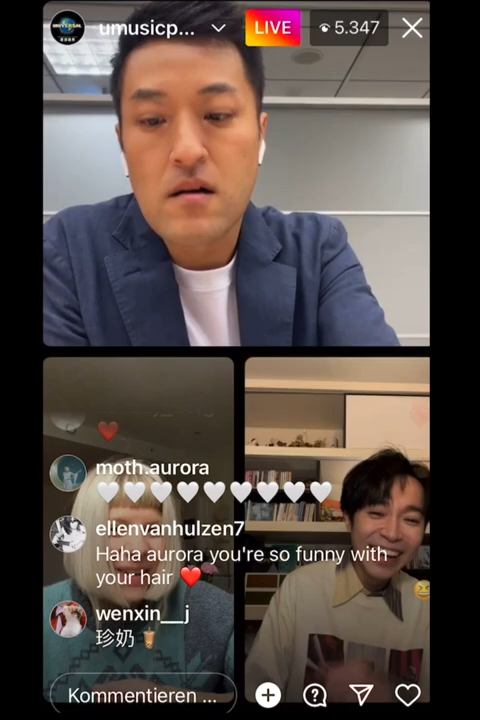 umusicp...
LIVE
5.347
moth.aurora
ellenvanhulzen7
Haha aurora you're so funny with
your hair
wenxin__j
珍奶
Kommentieren ...